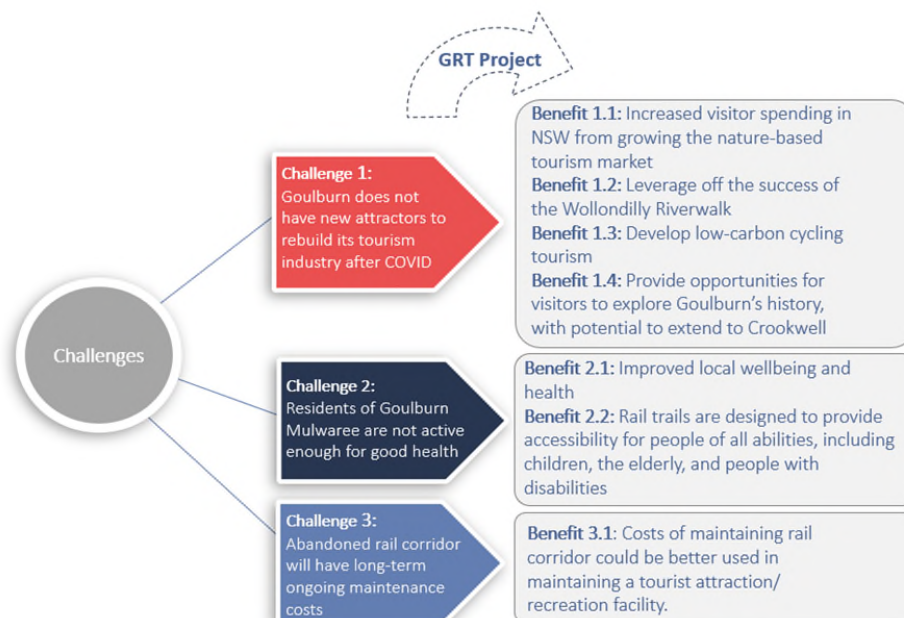 GRT Project
Challenges
Challenge 1:
Goulburn does not
have new attractors to
rebuild its tourism
industry after COVID
Benefit 1.1: Increased visitor spending in
NSW from growing the nature-based
tourism market
Benefit 1.2: Leverage off the success of
the Wollondilly Riverwalk
Benefit 1.3: Develop low-carbon cycling
tourism
Benefit 1.4: Provide opportunities for
visitors to explore Goulburn's history,
with potential to extend to Crookwell
Challenge 2:
Residents of Goulburn
Mulwaree are not active
enough for good health
Benefit 2.1: Improved local wellbeing and
health
Benefit 2.2: Rail trails are designed to provide
accessibility for people of all abilities, including
children, the elderly, and people with
disabilities
Challenge 3:
Abandoned rail corridor
will have long-term
ongoing maintenance
costs
Benefit 3.1: Costs of maintaining rail
corridor could be better used in
maintaining a tourist attraction/
recreation facility.